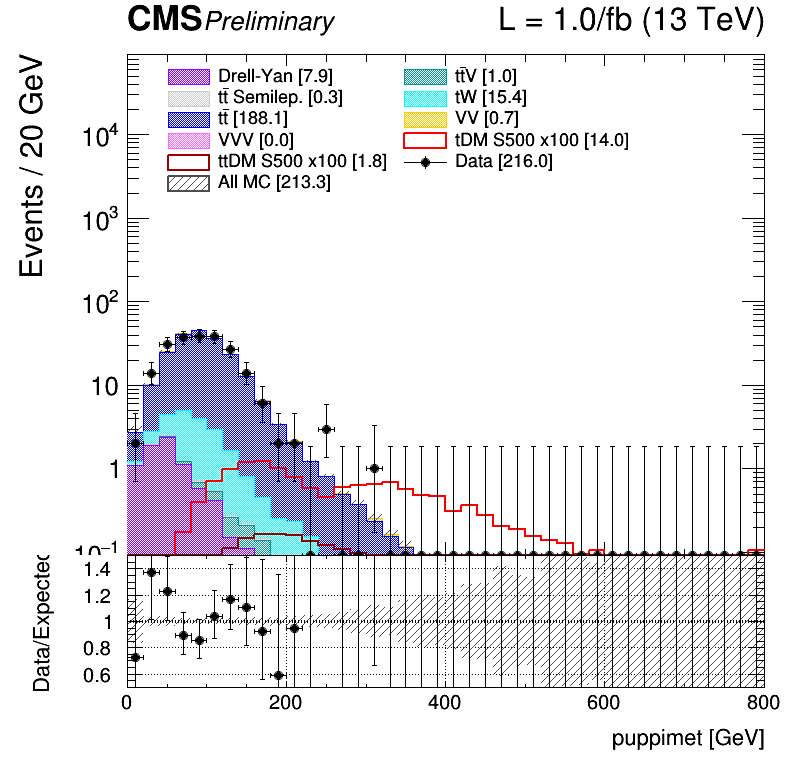 CMS Preliminary L = 1.0/fb (13 TeV)
Events / 20 GeV
Drell-Yan [7.9] tt̄V [1.0]
tt̄ Semilep. [0.3] tW [15.4]
tt̄ [188.1] VV [0.7]
VVV [0.0] tDM S500 x100 [14.0]
ttDM S500 x100 [1.8] Data [216.0]
All MC [213.3]
10⁴
10³
10²
10
1
10⁻¹
Data/Expected
1.4
1.2
1
0.8
0.6
0 200 400 600 800
puppimet [GeV]